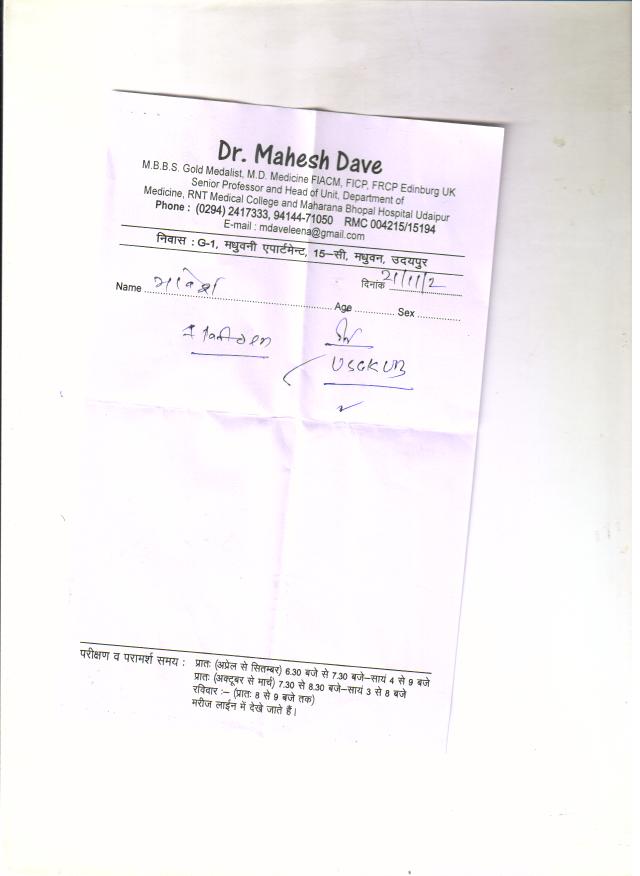 Dr. Mahesh Dave
M.B.B.S. Gold Medalist, M.D. Medicine FIACM, FICP, FRCP Edinburg UK
Senior Professor and Head of Unit, Department of
Medicine, RNT Medical College and Maharana Bhopal Hospital Udaipur
Phone : (0294) 2417333, 94144-71050 RMC 004215/15194
E-mail : mdaveleena@gmail.com
निवास : G-1, मधुवनी एपार्टमेन्ट, 15–सी, मधुवन, उदयपुर
दिनांक 21/11/2
Name ........ Age ........ Sex ........
USGKUB
परीक्षण व परामर्श समय : प्रातः (अप्रेल से सितम्बर) 6.30 बजे से 7.30 बजे–सायं 4 से 9 बजे
प्रातः (अक्टूबर से मार्च) 7.30 से 8.30 बजे–सायं 3 से 8 बजे
रविवार :– (प्रातः 8 से 9 बजे तक)
मरीज लाईन में देखे जाते हैं।